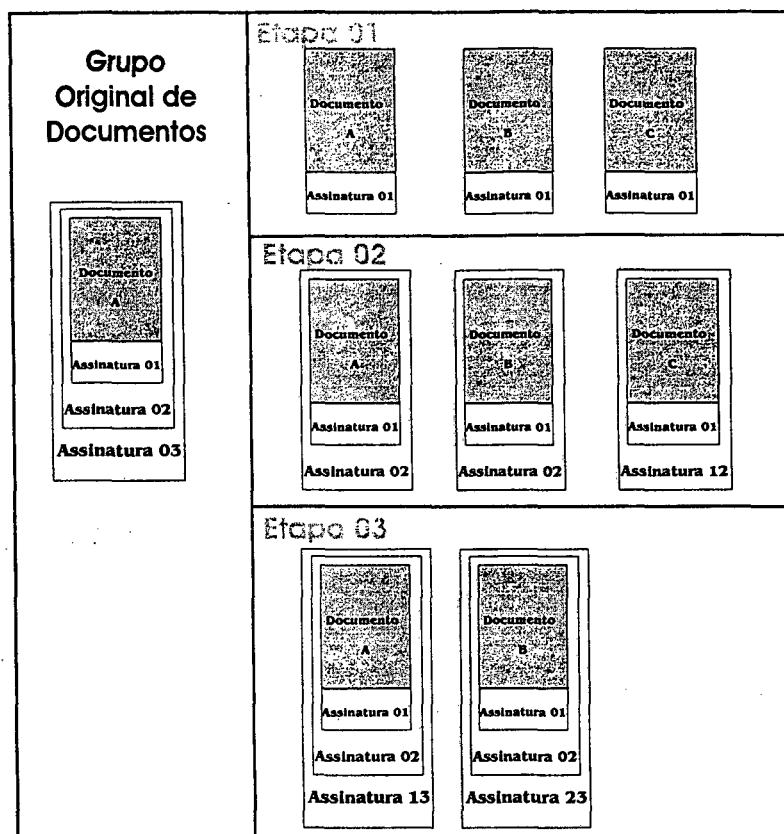 Grupo
Original de
Documentos
Documento
A
Assinatura 01
Assinatura 02
Assinatura 03
Etapa 01
Documento
A
Assinatura 01
Documento
B
Assinatura 01
Documento
C
Assinatura 01
Etapa 02
Documento
A
Assinatura 01
Assinatura 02
Documento
B
Assinatura 01
Assinatura 02
Documento
C
Assinatura 01
Assinatura 12
Etapa 03
Documento
A
Assinatura 01
Assinatura 02
Assinatura 13
Documento
B
Assinatura 01
Assinatura 02
Assinatura 23